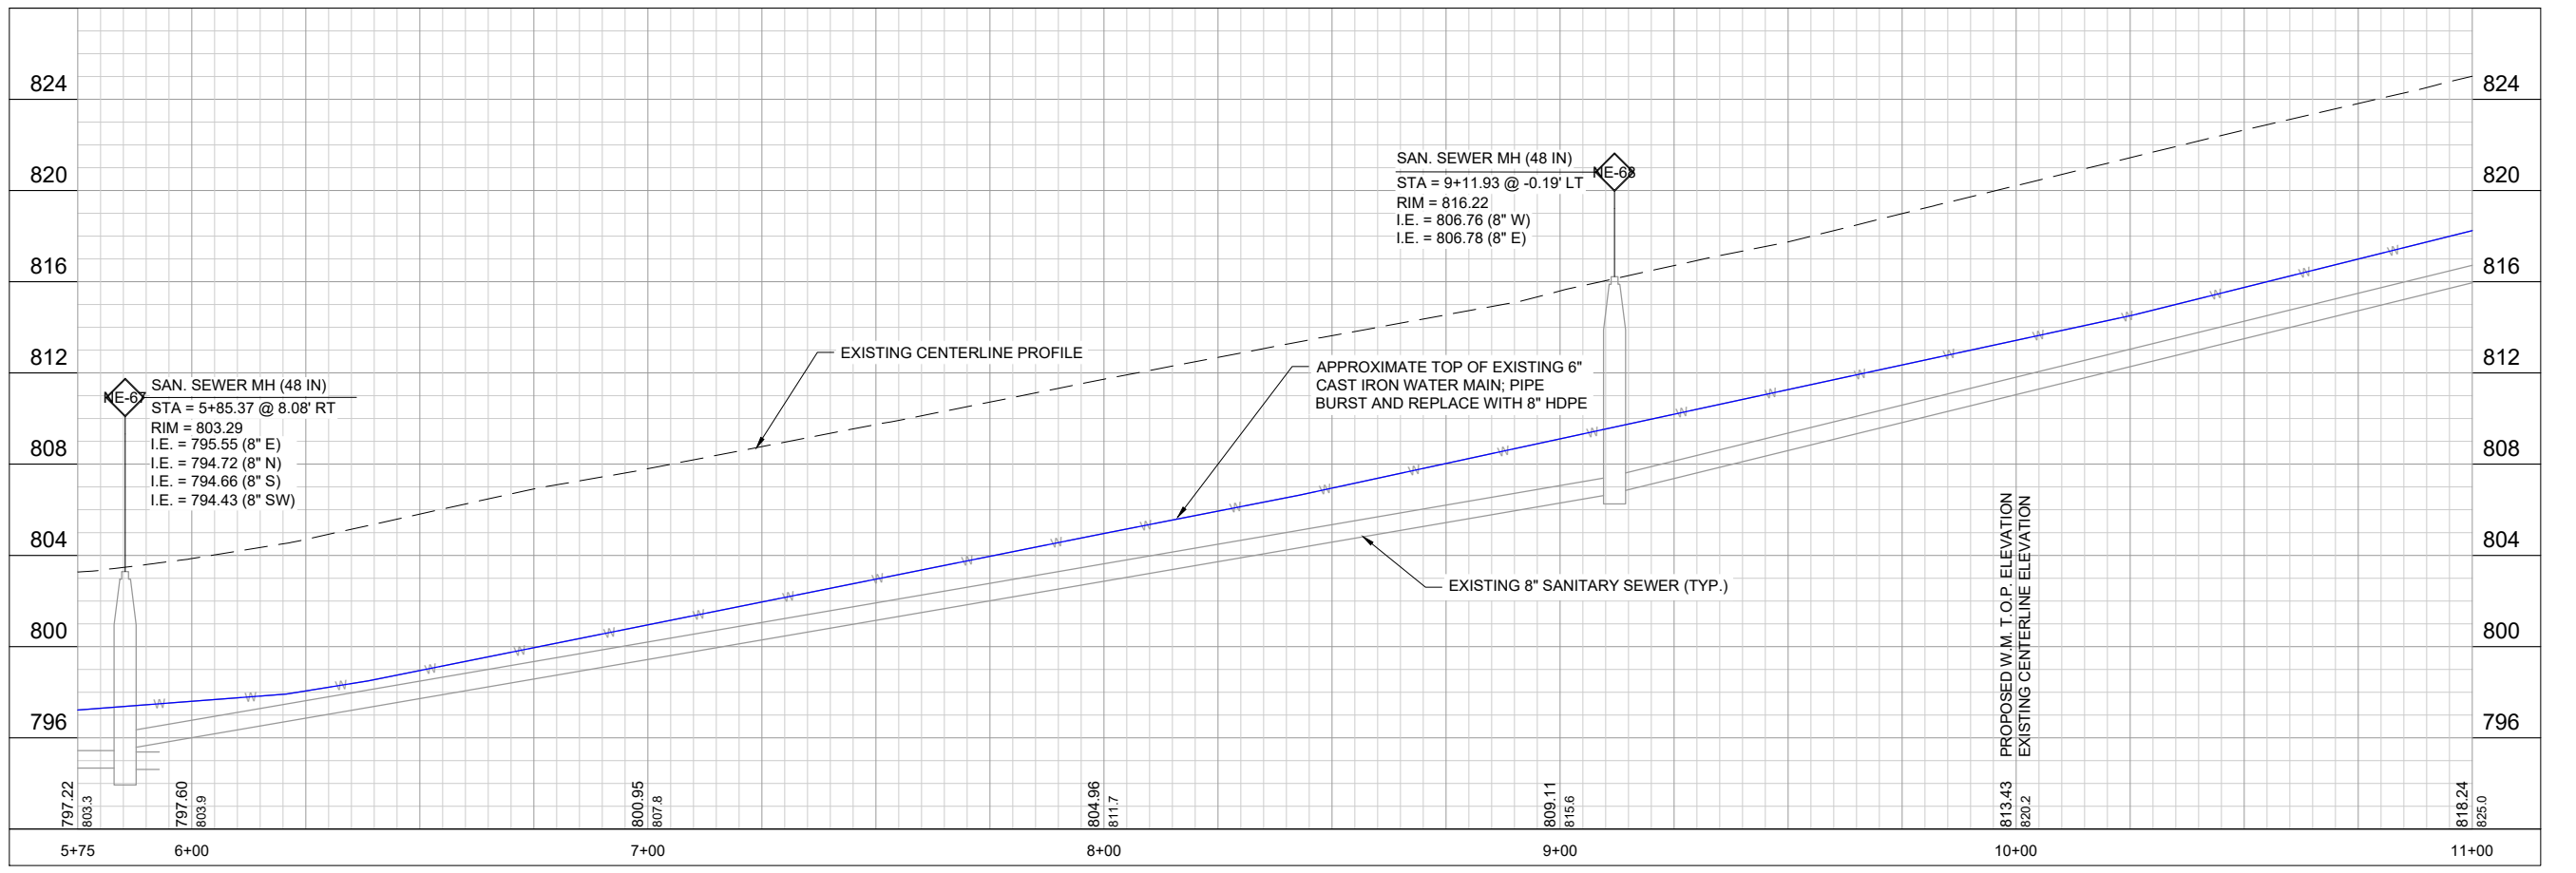 824
820
816
812
808
804
800
796
824
820
816
812
808
804
800
796
NE-67
SAN. SEWER MH (48 IN)
STA = 5+85.37 @ 8.08' RT
RIM = 803.29
I.E. = 795.55 (8" E)
I.E. = 794.72 (8" N)
I.E. = 794.66 (8" S)
I.E. = 794.43 (8" SW)
EXISTING CENTERLINE PROFILE
SAN. SEWER MH (48 IN)
NE-68
STA = 9+11.93 @ -0.19' LT
RIM = 816.22
I.E. = 806.76 (8" W)
I.E. = 806.78 (8" E)
APPROXIMATE TOP OF EXISTING 6"
CAST IRON WATER MAIN; PIPE
BURST AND REPLACE WITH 8" HDPE
EXISTING 8" SANITARY SEWER (TYP.)
W W W W W W W W W W W W W W W W W W W W W W W W W W
PROPOSED W.M. T.O.P. ELEVATION
EXISTING CENTERLINE ELEVATION
797.22
803.3
797.60
803.9
800.95
807.8
804.96
811.7
809.11
815.6
813.43
820.2
818.24
825.0
5+75
6+00
7+00
8+00
9+00
10+00
11+00